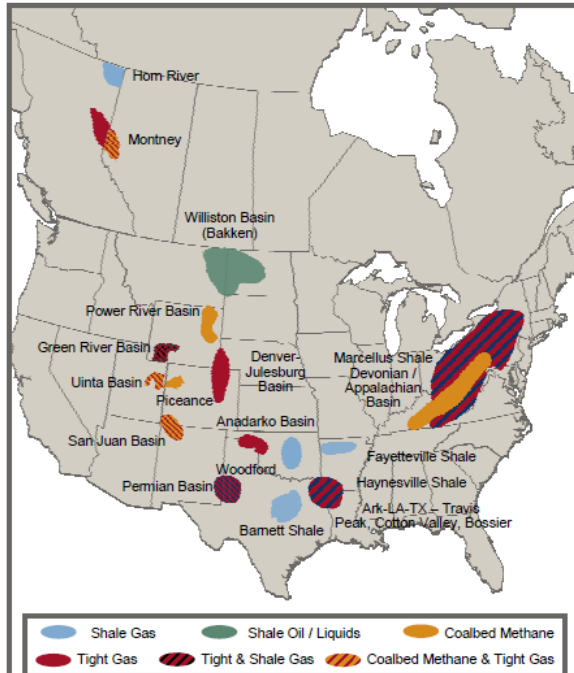 Horn River
Montney
Williston Basin
(Bakken)
Power River Basin
Green River Basin
Denver-
Julesburg
Basin
Marcellus Shale
Devonian /
Appalachian
Basin
Uinta Basin
Piceance
Anadarko Basin
San Juan Basin
Fayetteville Shale
Woodford
Permian Basin
Haynesville Shale
Ark-LA-TX – Travis
Peak, Cotton Valley, Bossier
Barnett Shale
Shale Gas
Shale Oil / Liquids
Coalbed Methane
Tight Gas
Tight & Shale Gas
Coalbed Methane & Tight Gas